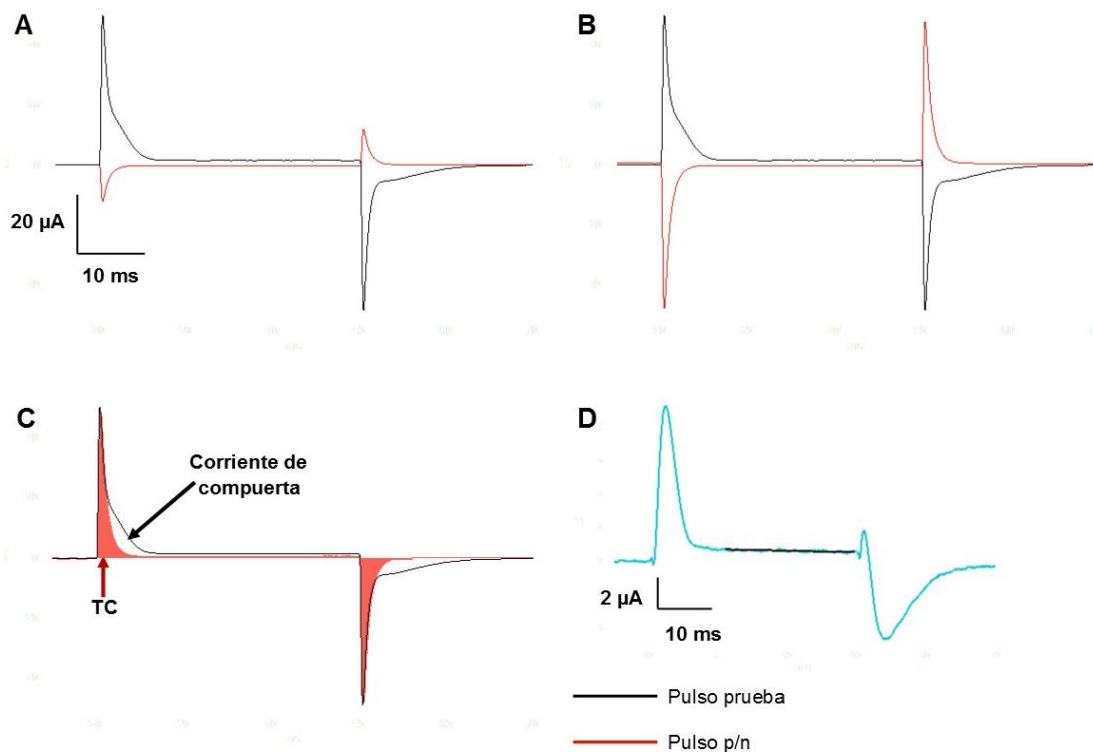 A
B
20 µA
10 ms
C
Corriente de
compuerta
TC
D
2 µA
10 ms
Pulso prueba
Pulso p/n